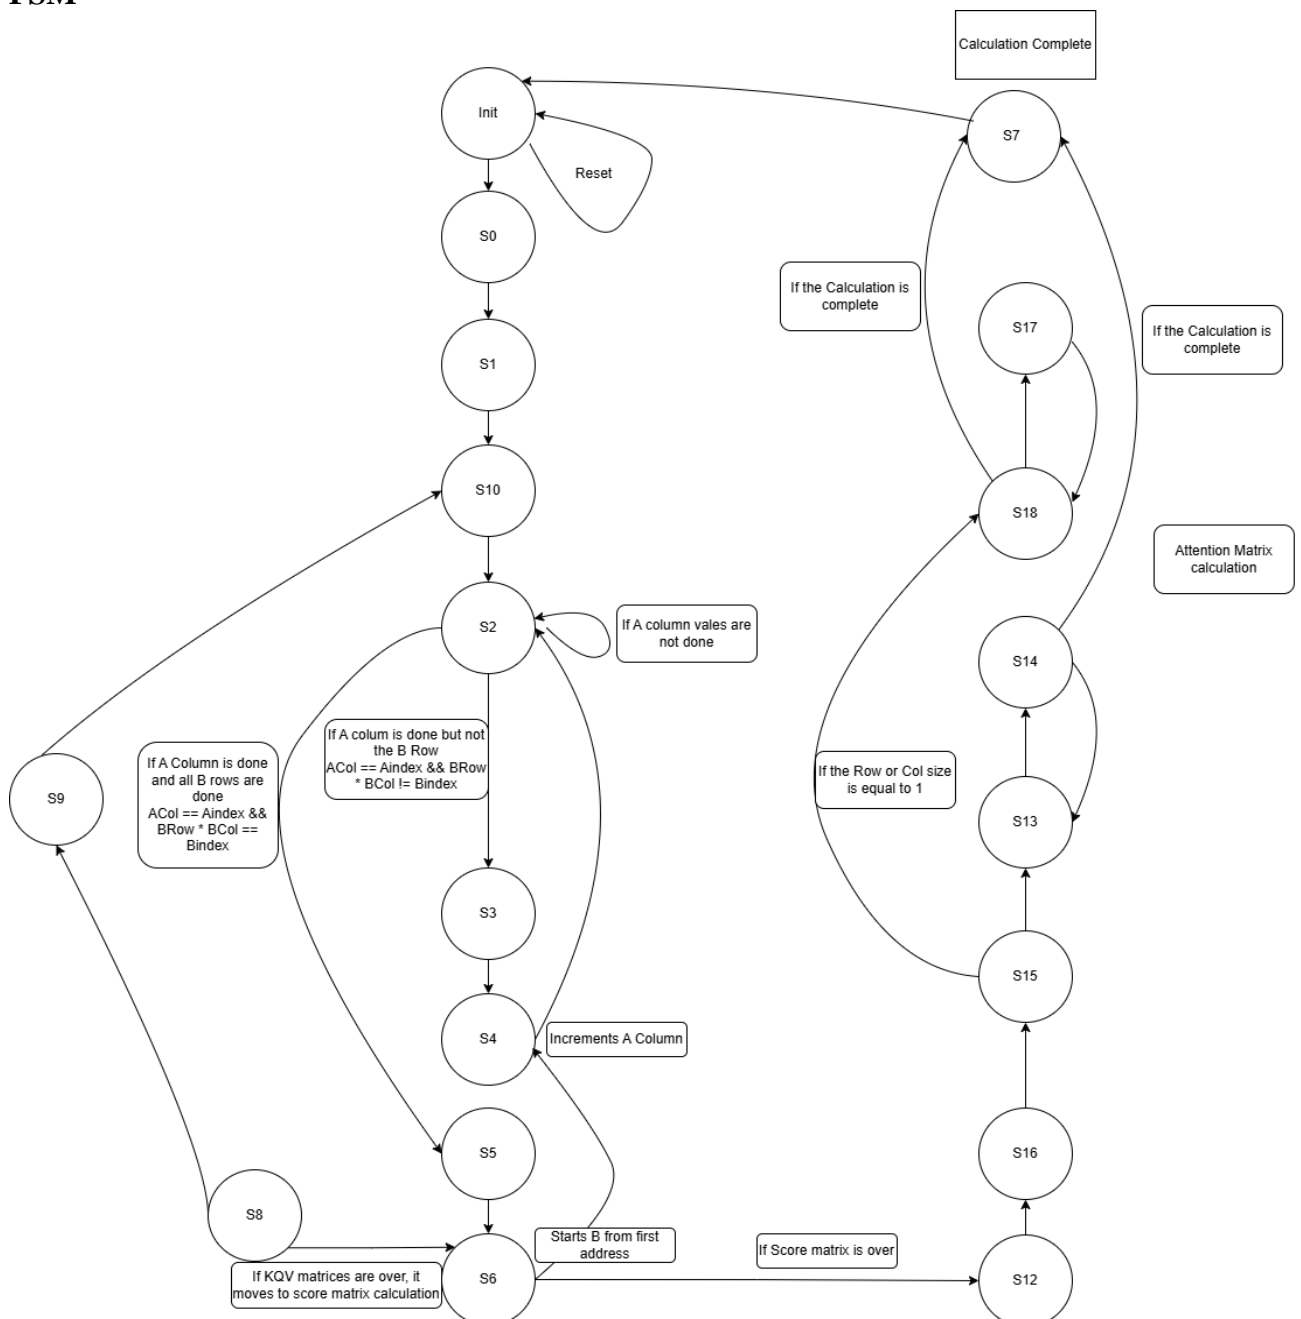 FSM
Calculation Complete
Init
S7
Reset
S0
If the Calculation is
complete
S17
If the Calculation is
complete
S1
S10
S18
Attention Matrix
calculation
S2
If A column vales are
not done
S14
If A colum is done but not
the B Row
ACol == Aindex && BRow
* BCol != Bindex
If A Column is done
and all B rows are
done
ACol == Aindex &&
BRow * BCol ==
Bindex
If the Row or Col size
is equal to 1
S9
S13
S3
S15
S4
Increments A Column
S5
S16
S8
Starts B from first
address
If Score matrix is over
If KQV matrices are over, it
moves to score matrix calculation
S6
S12